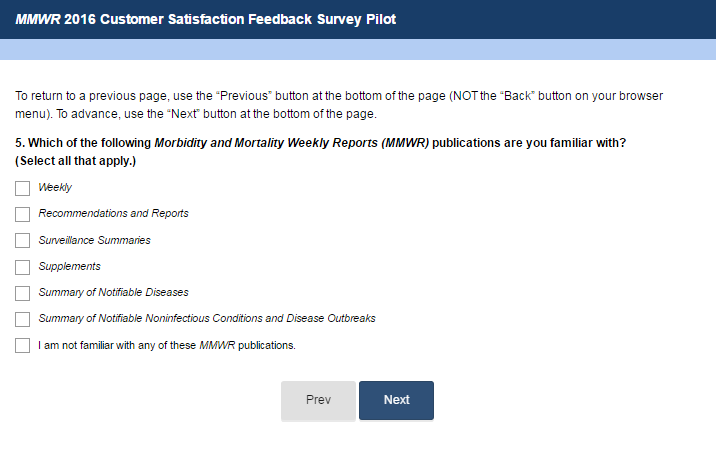 MMWR 2016 Customer Satisfaction Feedback Survey Pilot
To return to a previous page, use the “Previous” button at the bottom of the page (NOT the “Back” button on your browser
menu). To advance, use the “Next” button at the bottom of the page.
5. Which of the following Morbidity and Mortality Weekly Reports (MMWR) publications are you familiar with?
(Select all that apply.)
Weekly
Recommendations and Reports
Surveillance Summaries
Supplements
Summary of Notifiable Diseases
Summary of Notifiable Noninfectious Conditions and Disease Outbreaks
I am not familiar with any of these MMWR publications.
Prev Next